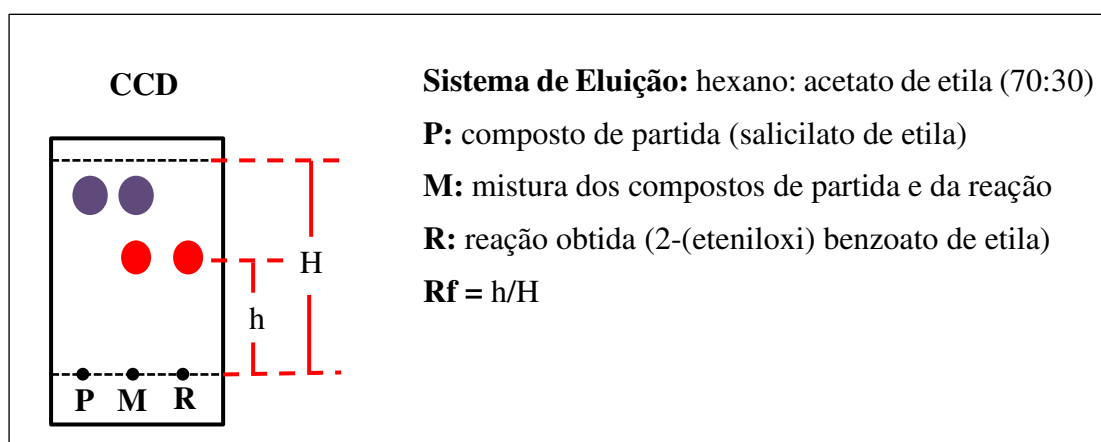 CCD
Sistema de Eluição: hexano: acetato de etila (70:30)
P: composto de partida (salicilato de etila)
M: mistura dos compostos de partida e da reação
R: reação obtida (2-(eteniloxi) benzoato de etila)
Rf = h/H
H
h
P M R